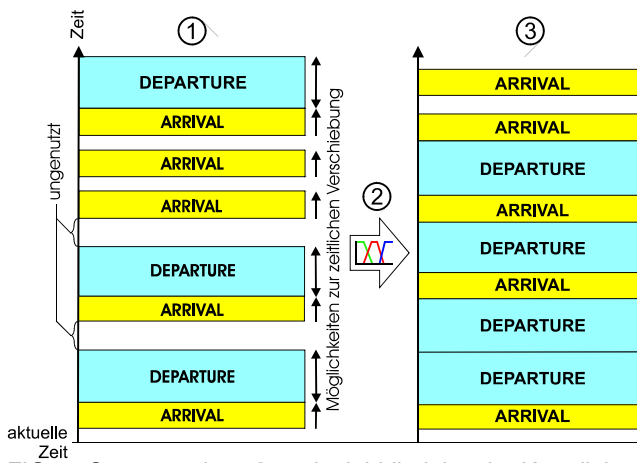 Zeit
①
DEPARTURE
ARRIVAL
ARRIVAL
ARRIVAL
DEPARTURE
ARRIVAL
DEPARTURE
ARRIVAL
ungenutzt
aktuelle
Zeit
Möglichkeiten zur zeitlichen Verschiebung
②
③
ARRIVAL
ARRIVAL
DEPARTURE
ARRIVAL
DEPARTURE
ARRIVAL
DEPARTURE
DEPARTURE
ARRIVAL